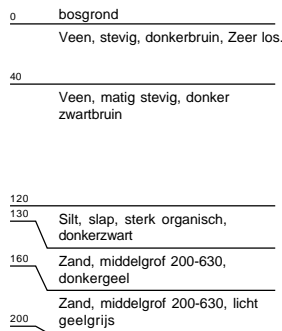 0 bosgrond
Veen, stevig, donkerbruin, Zeer los.
40
Veen, matig stevig, donker
zwartbruin
120
130
Silt, slap, sterk organisch,
donkerzwart
160
Zand, middelgrof 200-630,
donkergeel
Zand, middelgrof 200-630, licht
200 geelgrijs